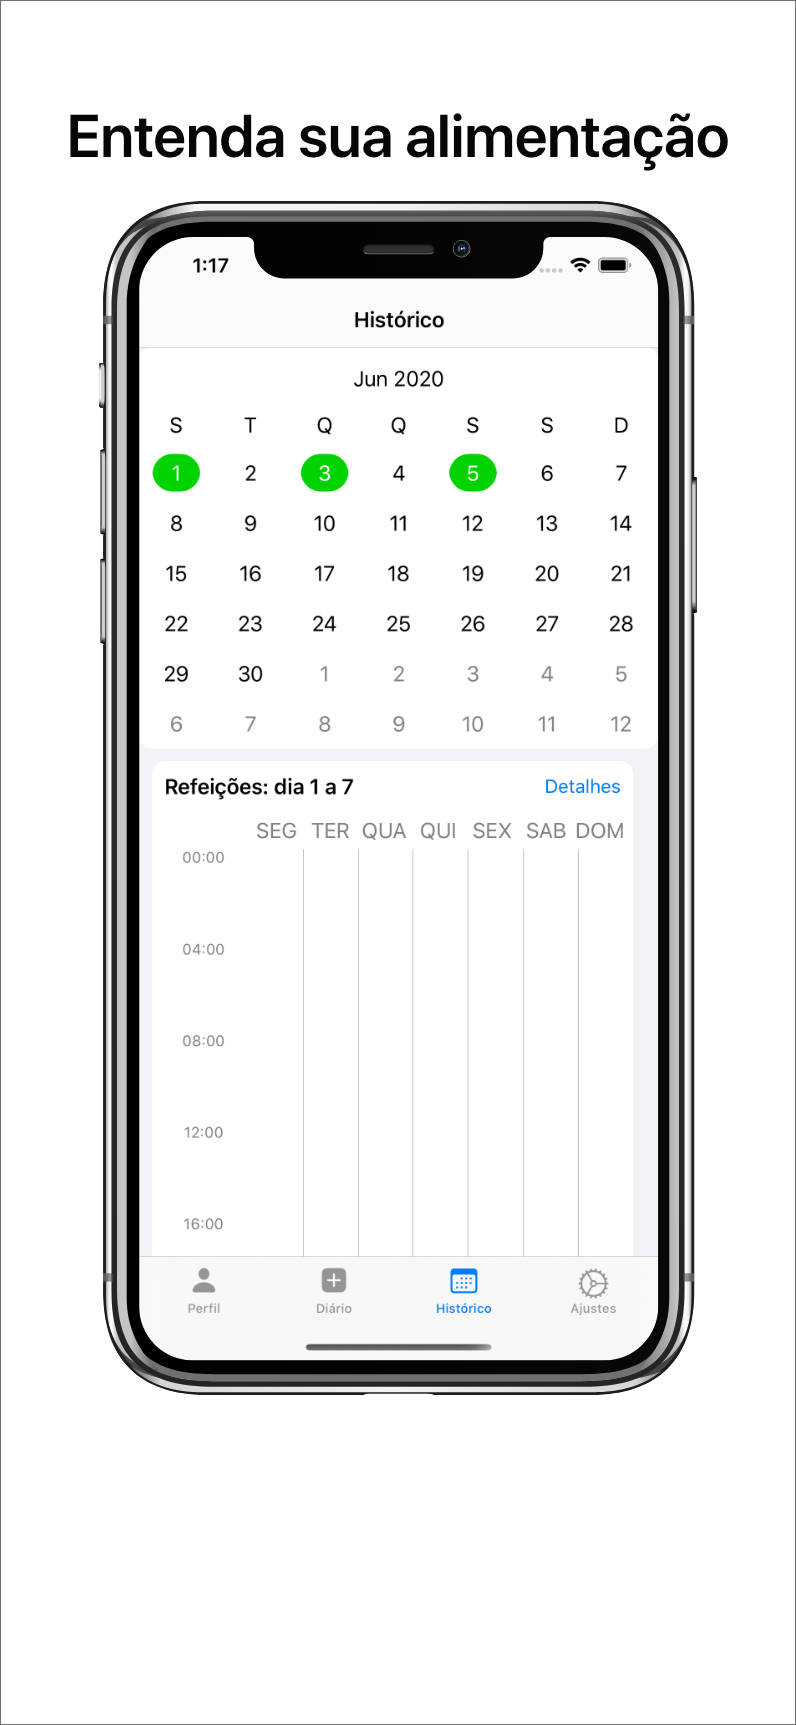 Entenda sua alimentação
1:17
Histórico
Jun 2020
S T Q Q S S D
1 2 3 4 5 6 7
8 9 10 11 12 13 14
15 16 17 18 19 20 21
22 23 24 25 26 27 28
29 30 1 2 3 4 5
6 7 8 9 10 11 12
Refeições: dia 1 a 7 Detalhes
SEG TER QUA QUI SEX SAB DOM
00:00
04:00
08:00
12:00
16:00
Perfil Diário Histórico Ajustes